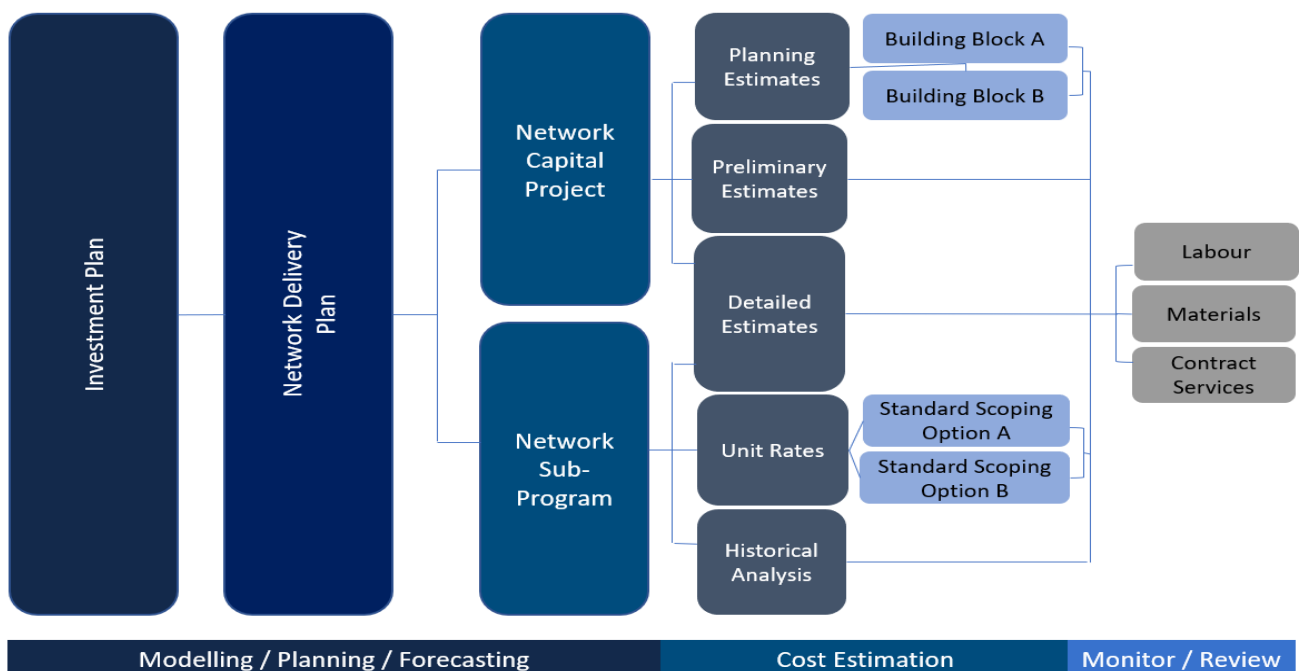 Investment Plan
Network Delivery
Plan
Network
Capital
Project
Network
Sub-
Program
Planning
Estimates
Preliminary
Estimates
Detailed
Estimates
Unit Rates
Historical
Analysis
Building Block A
Building Block B
Standard Scoping
Option A
Standard Scoping
Option B
Labour
Materials
Contract
Services
Modelling / Planning / Forecasting
Cost Estimation
Monitor / Review